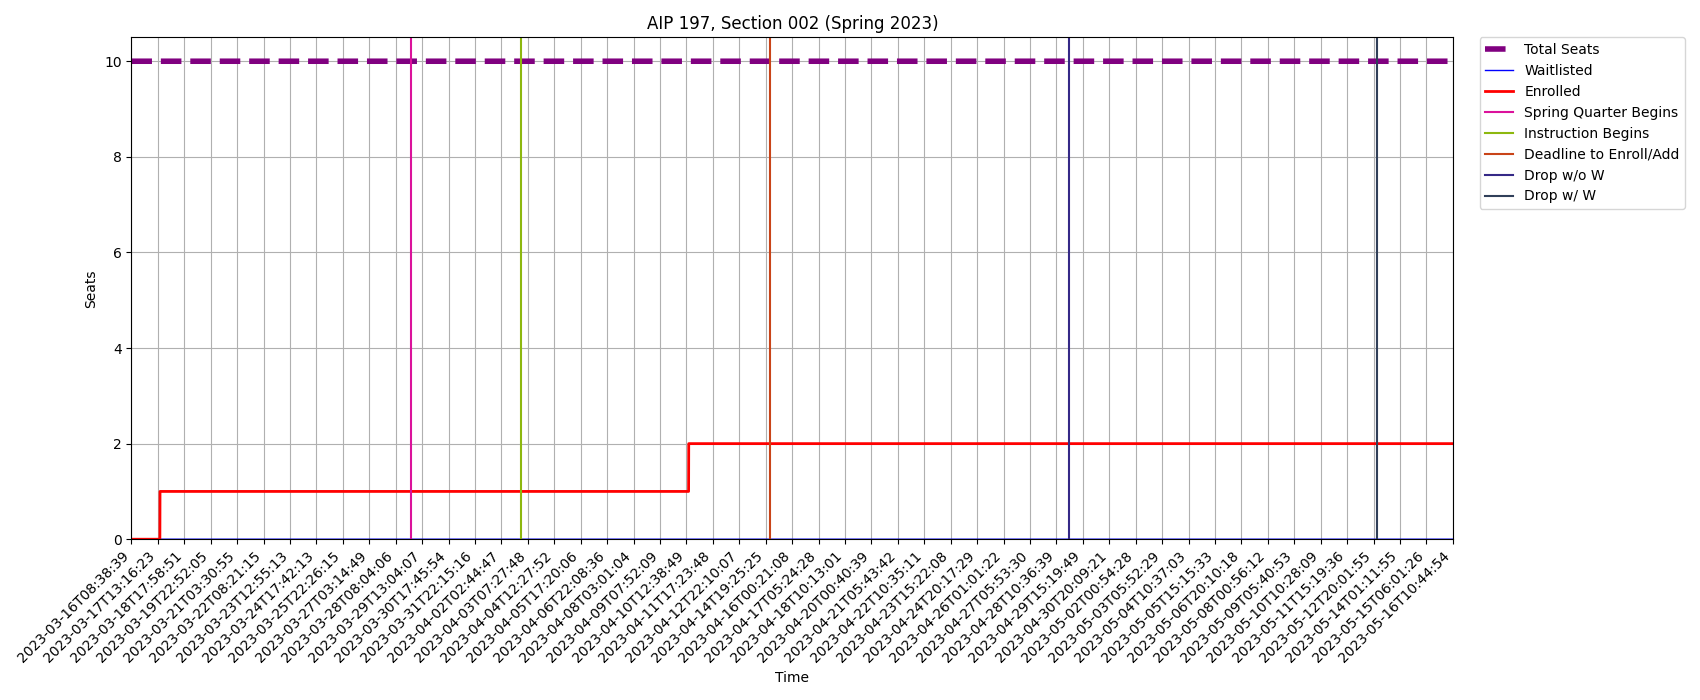 AIP 197, Section 002 (Spring 2023)
Total Seats
Waitlisted
Enrolled
Spring Quarter Begins
Instruction Begins
Deadline to Enroll/Add
Drop w/o W
Drop w/ W
Seats
10
8
6
4
2
0
2023-03-16T08:38:39
2023-03-17T13:16:23
2023-03-18T17:58:51
2023-03-19T22:52:05
2023-03-21T03:30:55
2023-03-22T08:21:15
2023-03-23T12:55:13
2023-03-24T17:42:13
2023-03-25T22:26:15
2023-03-27T03:14:49
2023-03-28T08:04:06
2023-03-29T13:04:07
2023-03-30T17:45:54
2023-03-31T22:15:16
2023-04-02T02:44:47
2023-04-03T07:27:48
2023-04-04T12:27:52
2023-04-05T17:20:06
2023-04-06T22:08:36
2023-04-08T03:01:04
2023-04-09T07:52:09
2023-04-10T12:38:49
2023-04-11T17:23:48
2023-04-12T22:10:07
2023-04-14T19:25:25
2023-04-16T00:21:08
2023-04-17T05:24:28
2023-04-18T10:13:01
2023-04-20T00:40:39
2023-04-21T05:43:42
2023-04-22T10:35:11
2023-04-23T15:22:08
2023-04-24T20:17:29
2023-04-26T01:01:22
2023-04-27T05:53:30
2023-04-28T10:36:39
2023-04-29T15:19:49
2023-04-30T20:09:21
2023-05-02T00:54:28
2023-05-03T05:52:29
2023-05-04T10:37:03
2023-05-05T15:15:33
2023-05-06T20:10:18
2023-05-08T00:56:12
2023-05-09T05:40:53
2023-05-10T10:28:09
2023-05-11T15:19:36
2023-05-12T20:01:55
2023-05-14T01:11:55
2023-05-15T06:01:26
2023-05-16T10:44:54
Time